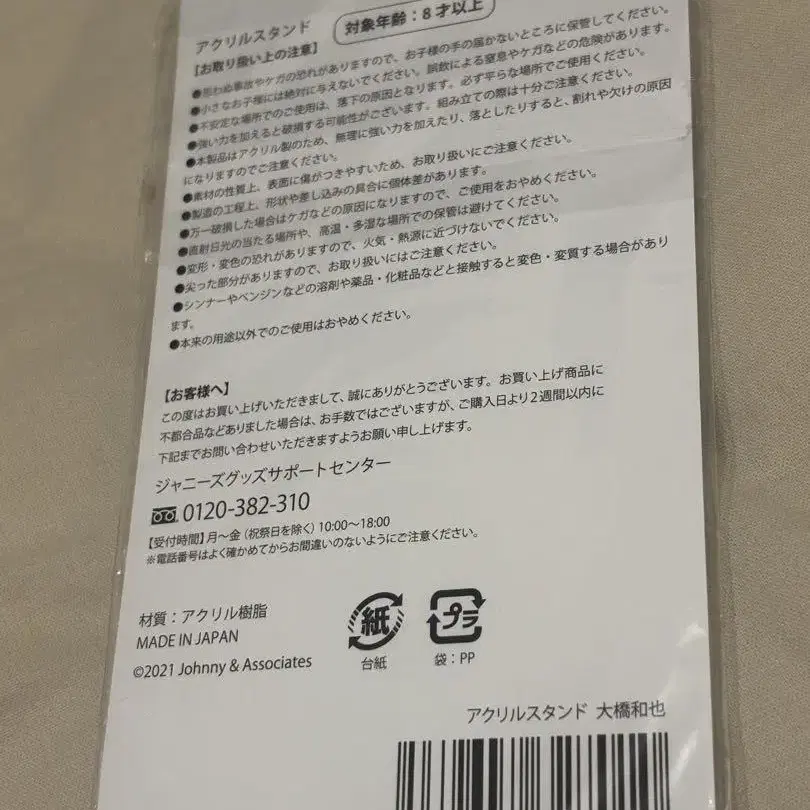 アクリルスタンド
対象年齢：8才以上
【お取り扱い上の注意】
●思わぬ事故やケガの恐れがありますので、お子様の手の届かないところに保管してください。
●小さなお子様には絶対に与えないでください。誤飲による窒息やケガなどの危険があります。
●不安定な場所でのご使用は、落下の原因となります。必ず平らな場所でご使用ください。
●強い力を加えると破損する可能性がございます。組み立ての際は十分ご注意ください。
●本製品はアクリル製のため、無理に強い力を加えたり、落としたりすると、割れや欠けの原因
になりますのでご注意ください。
●素材の性質上、表面に傷がつきやすいため、お取り扱いにご注意ください。
●製造の工程上、形状や差し込みの具合に個体差があります。
●万一破損した場合はケガなどの原因になりますので、ご使用をおやめください。
●直射日光の当たる場所や、高温・多湿な場所での保管は避けてください。
●変形・変色の恐れがありますので、火気・熱源に近づけないでください。
●尖った部分がありますので、お取り扱いにはご注意ください。
●シンナーやベンジンなどの溶剤や薬品・化粧品などと接触すると変色・変質する場合があり
ます。
●本来の用途以外でのご使用はおやめください。
【お客様へ】
この度はお買い上げいただきまして、誠にありがとうございます。お買い上げ商品に
不都合品などありました場合は、お手数ではございますが、ご購入日より2週間以内に
下記までお問い合わせいただきますようお願い申し上げます。
ジャニーズグッズサポートセンター
0120-382-310
【受付時間】月～金（祝祭日を除く）10:00～18:00
※電話番号はよく確かめてからお間違いのないようにご注意ください。
材質：アクリル樹脂
MADE IN JAPAN
©2021 Johnny & Associates
紙
台紙
プラ
袋：PP
アクリルスタンド 大橋和也